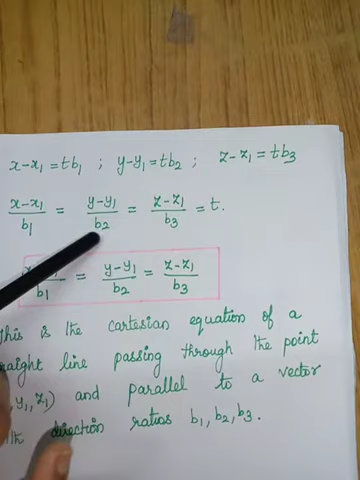 x-x₁ = tb₁ ; y-y₁ = tb₂ ; z-z₁ = tb₃
x-x₁/b₁ = y-y₁/b₂ = z-z₁/b₃ = t.
b₁ = y-y₁/b₂ = z-z₁/b₃
This is the cartesian equation of a
line passing through the point
y₁, z₁) and parallel to a vector
direction ratios b₁, b₂, b₃.